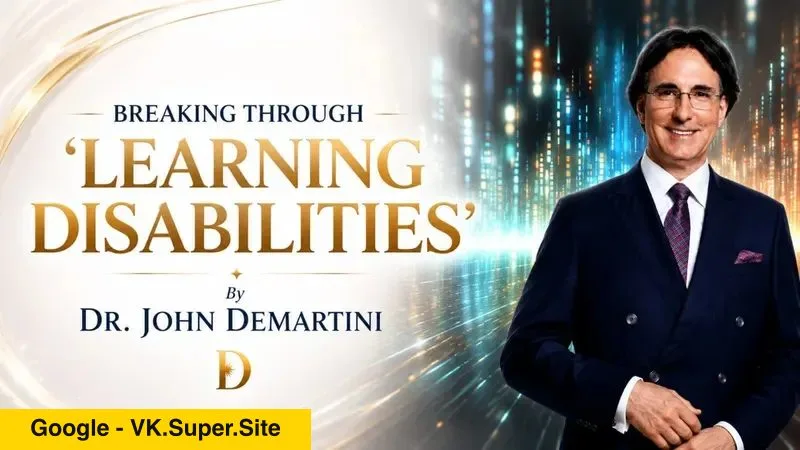 BREAKING THROUGH
‘LEARNING
DISABILITIES’
By
DR. JOHN DEMARTINI
D
Google - VK.Super.Site